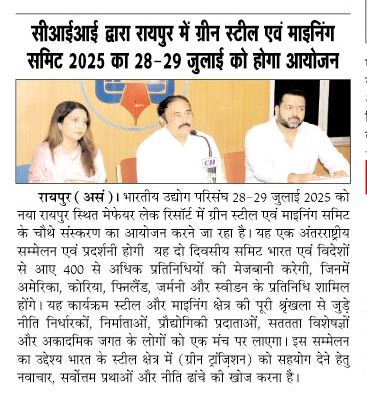 सीआईआई द्वारा रायपुर में ग्रीन स्टील एवं माइनिंग
समिट 2025 का 28-29 जुलाई को होगा आयोजन
CII
रायपुर ( असं )। भारतीय उद्योग परिसंघ 28-29 जुलाई 2025 को
नया रायपुर स्थित मेफेयर लेक रिसॉर्ट में ग्रीन स्टील एवं माइनिंग समिट
के चौथे संस्करण का आयोजन करने जा रहा है। यह एक अंतरराष्ट्रीय
सम्मेलन एवं प्रदर्शनी होगी यह दो दिवसीय समिट भारत एवं विदेशों
से आए 400 से अधिक प्रतिनिधियों की मेजबानी करेगी, जिनमें
अमेरिका, कोरिया, फिनलैंड, जर्मनी और स्वीडन के प्रतिनिधि शामिल
होंगे। यह कार्यक्रम स्टील और माइनिंग क्षेत्र की पूरी श्रृंखला से जुड़े
नीति निर्धारकों, निर्माताओं, प्रौद्योगिकी प्रदाताओं, सततता विशेषज्ञों
और अकादमिक जगत के लोगों को एक मंच पर लाएगा। इस सम्मेलन
का उद्देश्य भारत के स्टील क्षेत्र में (ग्रीन ट्रांज़िशन) को सहयोग देने हेतु
नवाचार, सर्वोत्तम प्रथाओं और नीति ढांचे की खोज करना है।